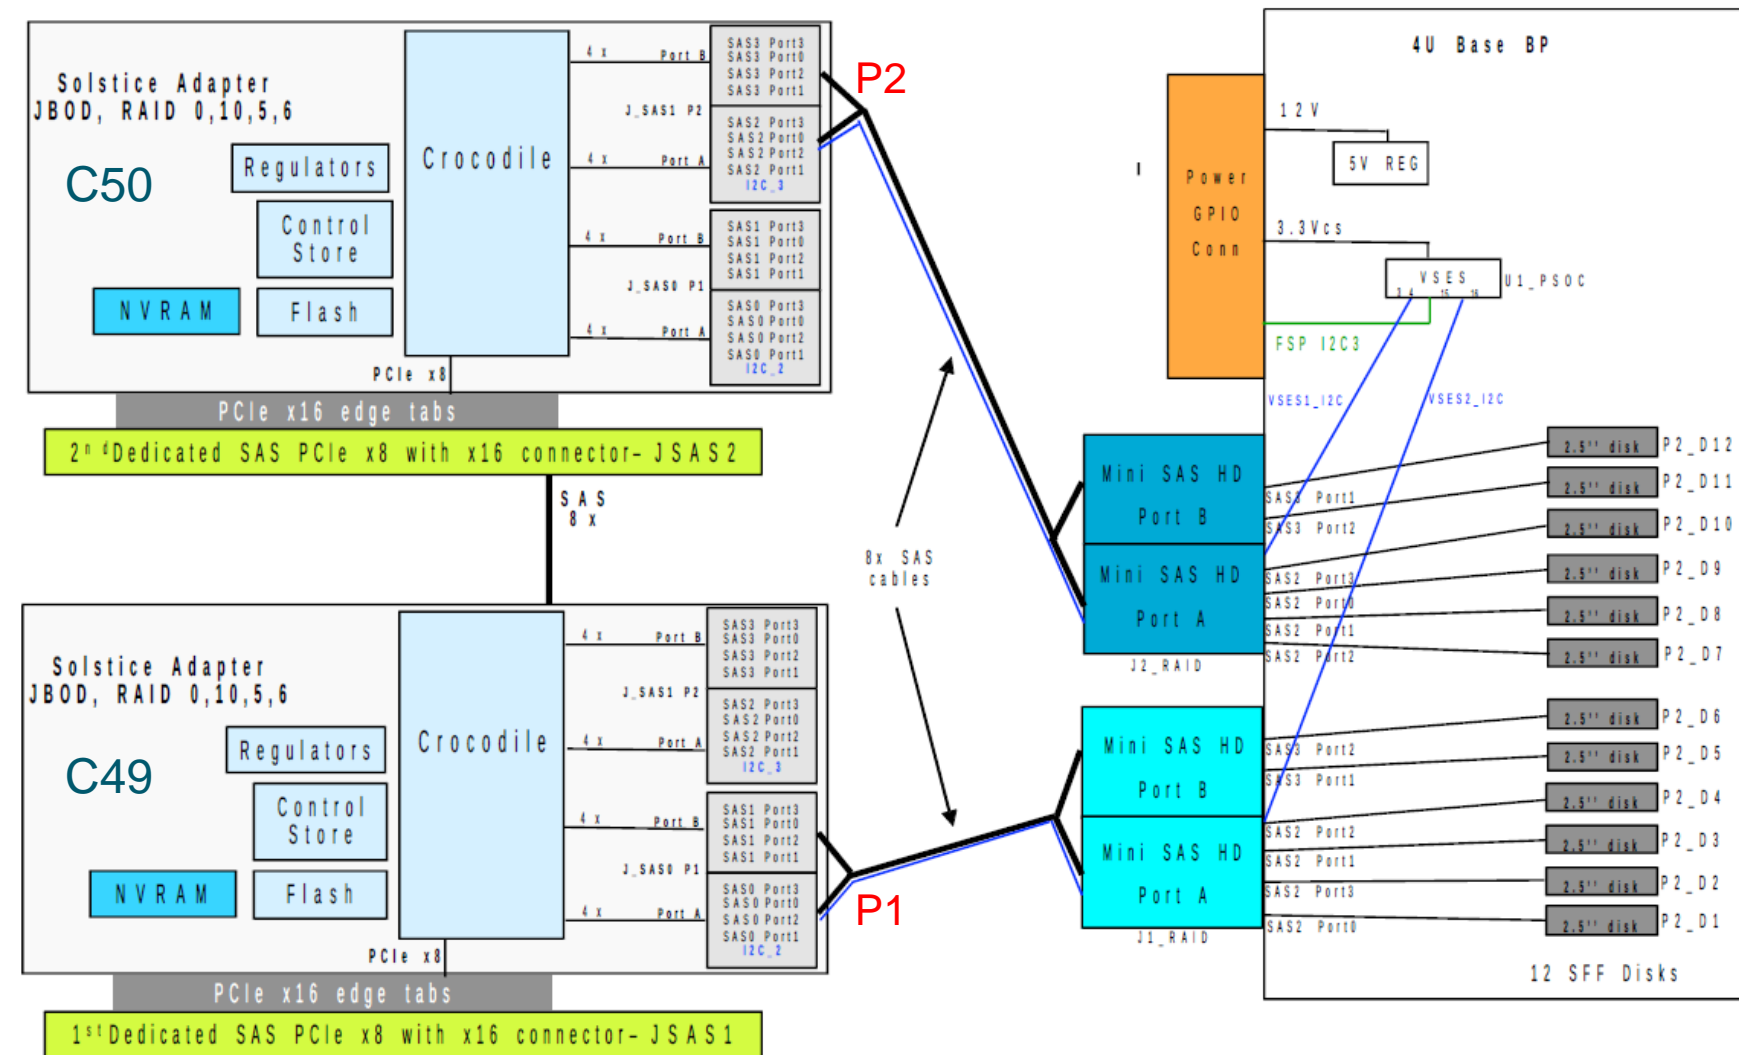 Solstice Adapter
JBOD, RAID 0,10,5,6
C50
Regulators
Control
Store
NVRAM
Flash
Crocodile
PCIe x8
4 x Port B
J_SAS1 P2
4 x Port A
4 x Port B
J_SAS0 P1
4 x Port A
SAS3 Port3
SAS3 Port0
SAS3 Port2
SAS3 Port1
SAS2 Port3
SAS2 Port0
SAS2 Port2
SAS2 Port1
I2C_3
SAS1 Port3
SAS1 Port0
SAS1 Port2
SAS1 Port1
SAS0 Port3
SAS0 Port0
SAS0 Port2
SAS0 Port1
I2C_2
PCIe x16 edge tabs
2nd Dedicated SAS PCIe x8 with x16 connector- JSAS2
SAS
8 x
Solstice Adapter
JBOD, RAID 0,10,5,6
C49
Regulators
Control
Store
NVRAM
Flash
Crocodile
PCIe x8
4 x Port B
J_SAS1 P2
4 x Port A
4 x Port B
J_SAS0 P1
4 x Port A
SAS3 Port3
SAS3 Port0
SAS3 Port2
SAS3 Port1
SAS2 Port3
SAS2 Port0
SAS2 Port2
SAS2 Port1
I2C_3
SAS1 Port3
SAS1 Port0
SAS1 Port2
SAS1 Port1
SAS0 Port3
SAS0 Port0
SAS0 Port2
SAS0 Port1
I2C_2
PCIe x16 edge tabs
1st Dedicated SAS PCIe x8 with x16 connector- JSAS1
P2
P1
8x SAS
cables
4U Base BP
Power
GPIO
Conn
12V
5V REG
3.3Vcs
VSES
3 4 15 16
U1_PSOC
FSP I2C3
VSES1_I2C
VSES2_I2C
Mini SAS HD
Port B
Mini SAS HD
Port A
J2_RAID
Mini SAS HD
Port B
Mini SAS HD
Port A
J1_RAID
SAS3 Port1
SAS3 Port2
SAS2 Port3
SAS2 Port0
SAS2 Port1
SAS2 Port2
SAS3 Port2
SAS3 Port1
SAS2 Port2
SAS2 Port1
SAS2 Port3
SAS2 Port0
2.5'' disk P2_D12
2.5'' disk P2_D11
2.5'' disk P2_D10
2.5'' disk P2_D9
2.5'' disk P2_D8
2.5'' disk P2_D7
2.5'' disk P2_D6
2.5'' disk P2_D5
2.5'' disk P2_D4
2.5'' disk P2_D3
2.5'' disk P2_D2
2.5'' disk P2_D1
12 SFF Disks